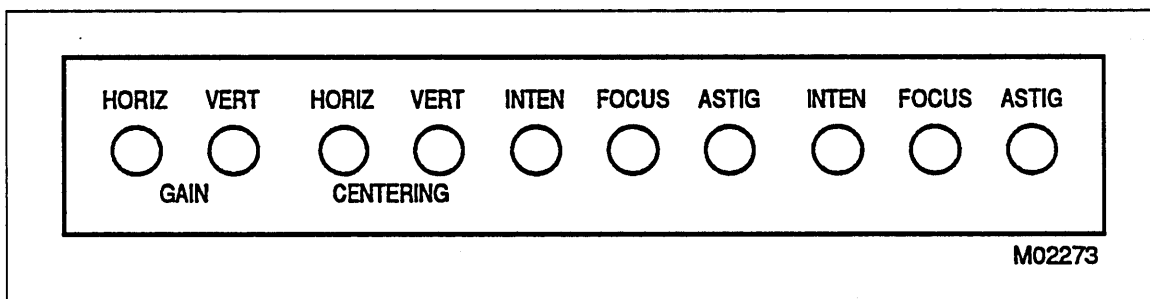 HORIZ VERT HORIZ VERT INTEN FOCUS ASTIG INTEN FOCUS ASTIG
GAIN CENTERING
M02273